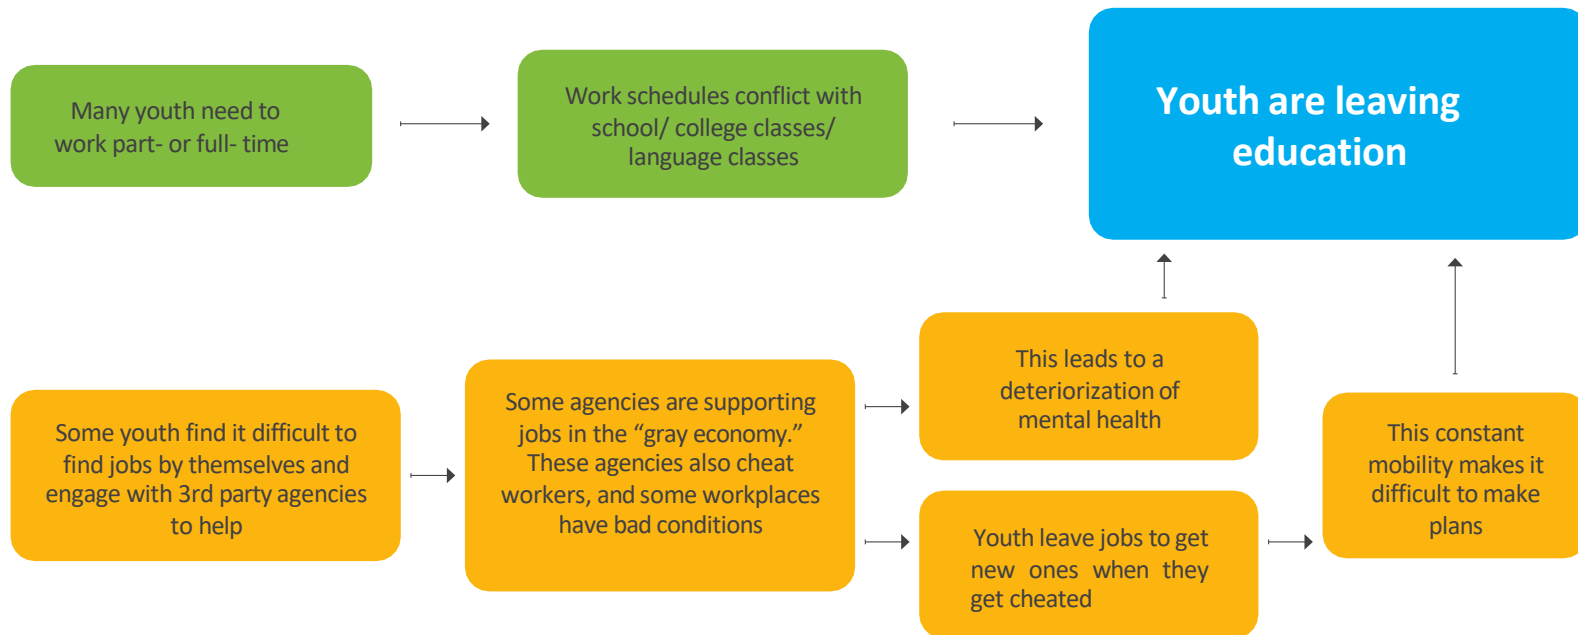 Many youth need to
work part- or full- time
Work schedules conflict with
school/ college classes/
language classes
Youth are leaving
education
Some youth find it difficult to
find jobs by themselves and
engage with 3rd party agencies
to help
Some agencies are supporting
jobs in the “gray economy.”
These agencies also cheat
workers, and some workplaces
have bad conditions
This leads to a
deteriorization of
mental health
Youth leave jobs to get
new ones when they
get cheated
This constant
mobility makes it
difficult to make
plans